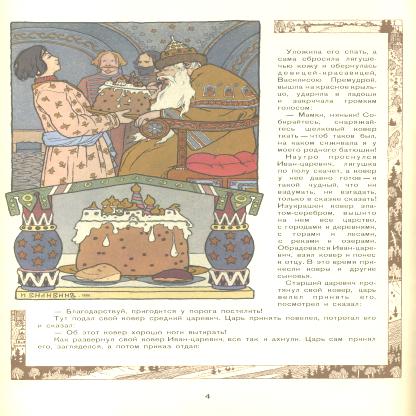 Уложила его спать, а
сама сбросила лягуше-
чью кожу и обернулась
девицей-красавицей,
Василисою Премудрой,
вышла на красное крыль-
цо, ударила в ладоши
и закричала громким
голосом:
— Мамки, няньки! Со-
бирайтесь, снаряжай-
тесь шелковый ковер
ткать — чтоб таков был,
на каком сиживала я у
моего родного батюшки!
Наутро проснулся
Иван-царевич, лягушка
по полу скачет, а ковер
у нее давно готов — и
такой чудный, что ни
вздумать, ни взгадать,
только в сказке сказать!
Изукрашен ковер зла-
том-серебром, вышито
на нем все царство,
с городами и деревнями,
с горами и лесами,
с реками и озерами.
Обрадовался Иван-царе-
вич, взял ковер и понес
к отцу. В это время при-
несли ковры и другие
сыновья.
Старший царевич про-
тянул свой ковер, царь
велел принять его,
посмотрел и сказал:
— Благодарствуй, пригодится у порога постелить!
Тут подал свой ковер средний царевич. Царь принять повелел, потрогал его
и сказал:
— Об этот ковер хорошо ноги вытирать!
Как развернул свой ковер Иван-царевич, все так и ахнули. Царь сам принял
его, загляделся, а потом приказ отдал:
4